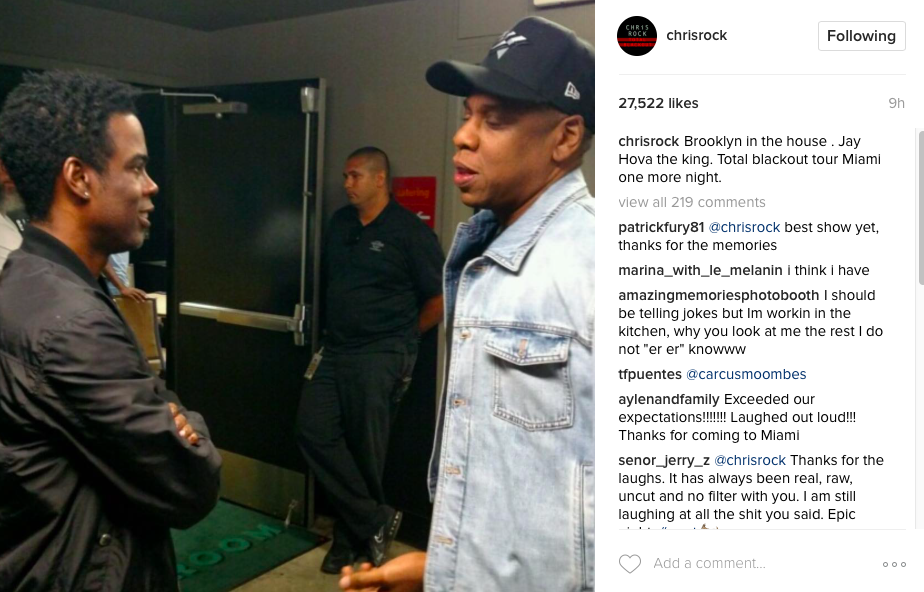 CHRIS
ROCK
chrisrock
Following
27,522 likes
9h
chrisrock Brooklyn in the house . Jay
Hova the king. Total blackout tour Miami
one more night.
view all 219 comments
patrickfury81 @chrisrock best show yet,
thanks for the memories
marina_with_le_melanin i think i have
amazingmemoriesphotobooth I should
be telling jokes but Im workin in the
kitchen, why you look at me the rest I do
not "er er" knowww
tfpuentes @carcusmoombes
aylenandfamily Exceeded our
expectations!!!!!!! Laughed out loud!!!
Thanks for coming to Miami
senor_jerry_z @chrisrock Thanks for the
laughs. It has always been real, raw,
uncut and no filter with you. I am still
laughing at all the shit you said. Epic
Add a comment...
Catering
ROOM